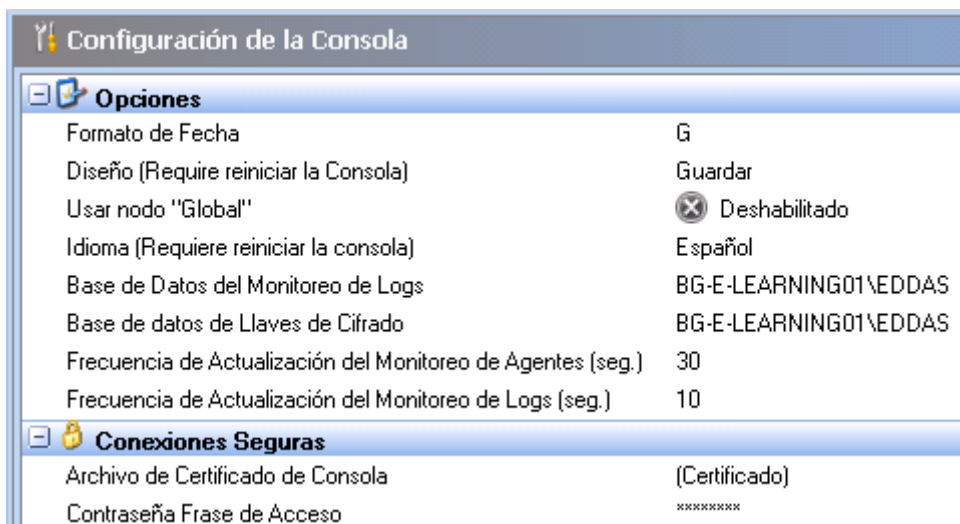 Configuración de la Consola
Opciones
Formato de Fecha G
Diseño (Require reiniciar la Consola) Guardar
Usar nodo "Global" Deshabilitado
Idioma (Requiere reiniciar la consola) Español
Base de Datos del Monitoreo de Logs BG-E-LEARNING01\EDDAS
Base de datos de Llaves de Cifrado BG-E-LEARNING01\EDDAS
Frecuencia de Actualización del Monitoreo de Agentes (seg.) 30
Frecuencia de Actualización del Monitoreo de Logs (seg.) 10
Conexiones Seguras
Archivo de Certificado de Consola (Certificado)
Contraseña Frase de Acceso ********